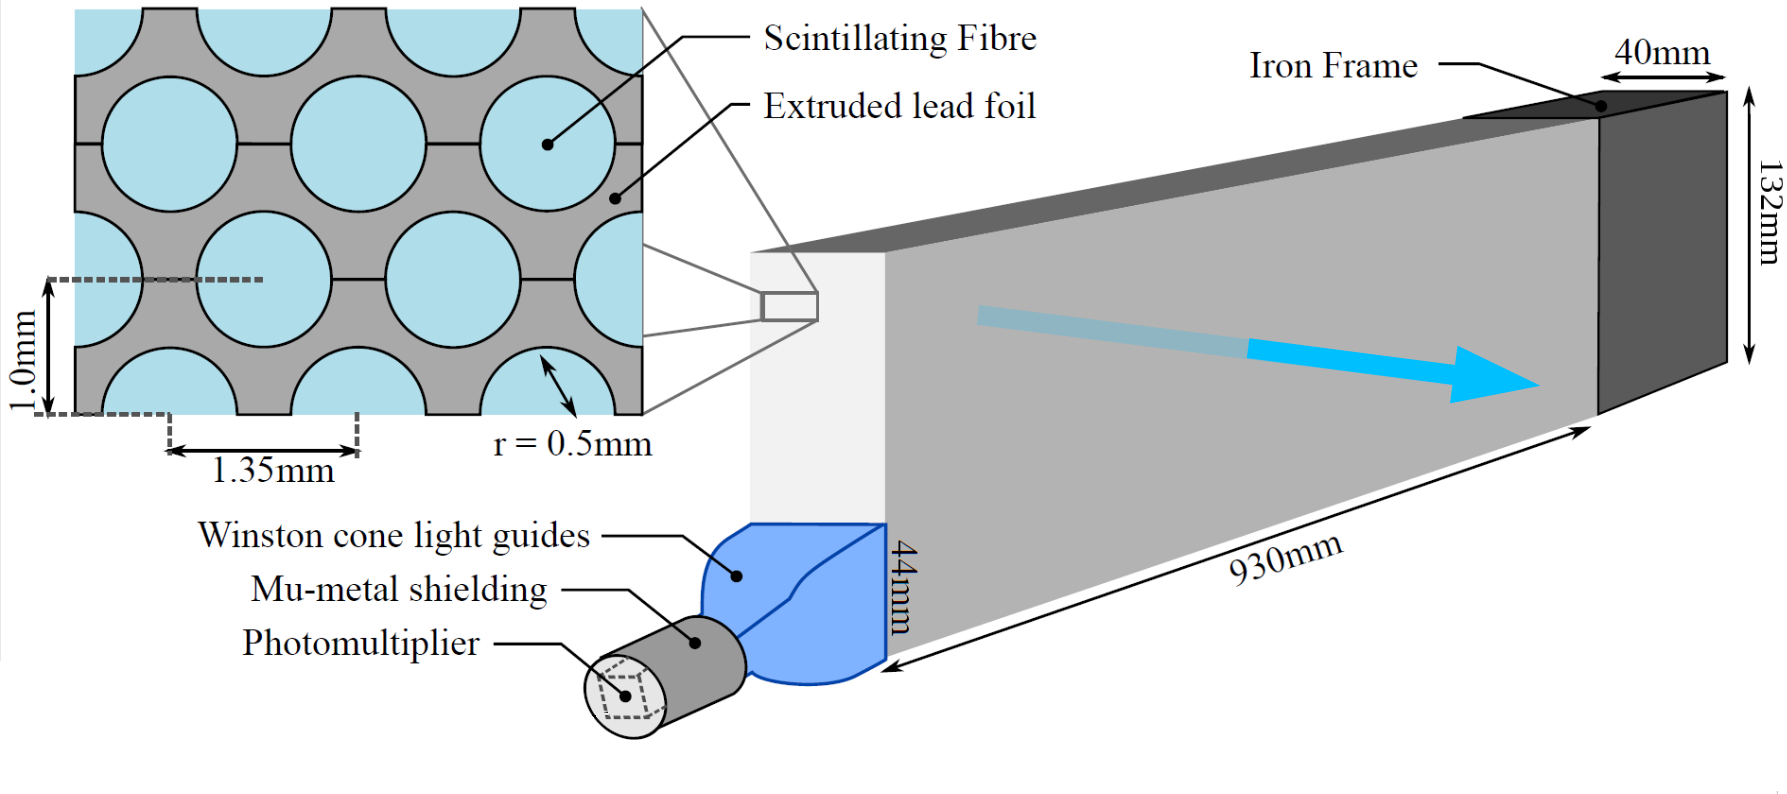 Scintillating Fibre
Extruded lead foil
Iron Frame
40mm
132mm
1.0mm
1.35mm
r = 0.5mm
Winston cone light guides
Mu-metal shielding
Photomultiplier
44mm
930mm